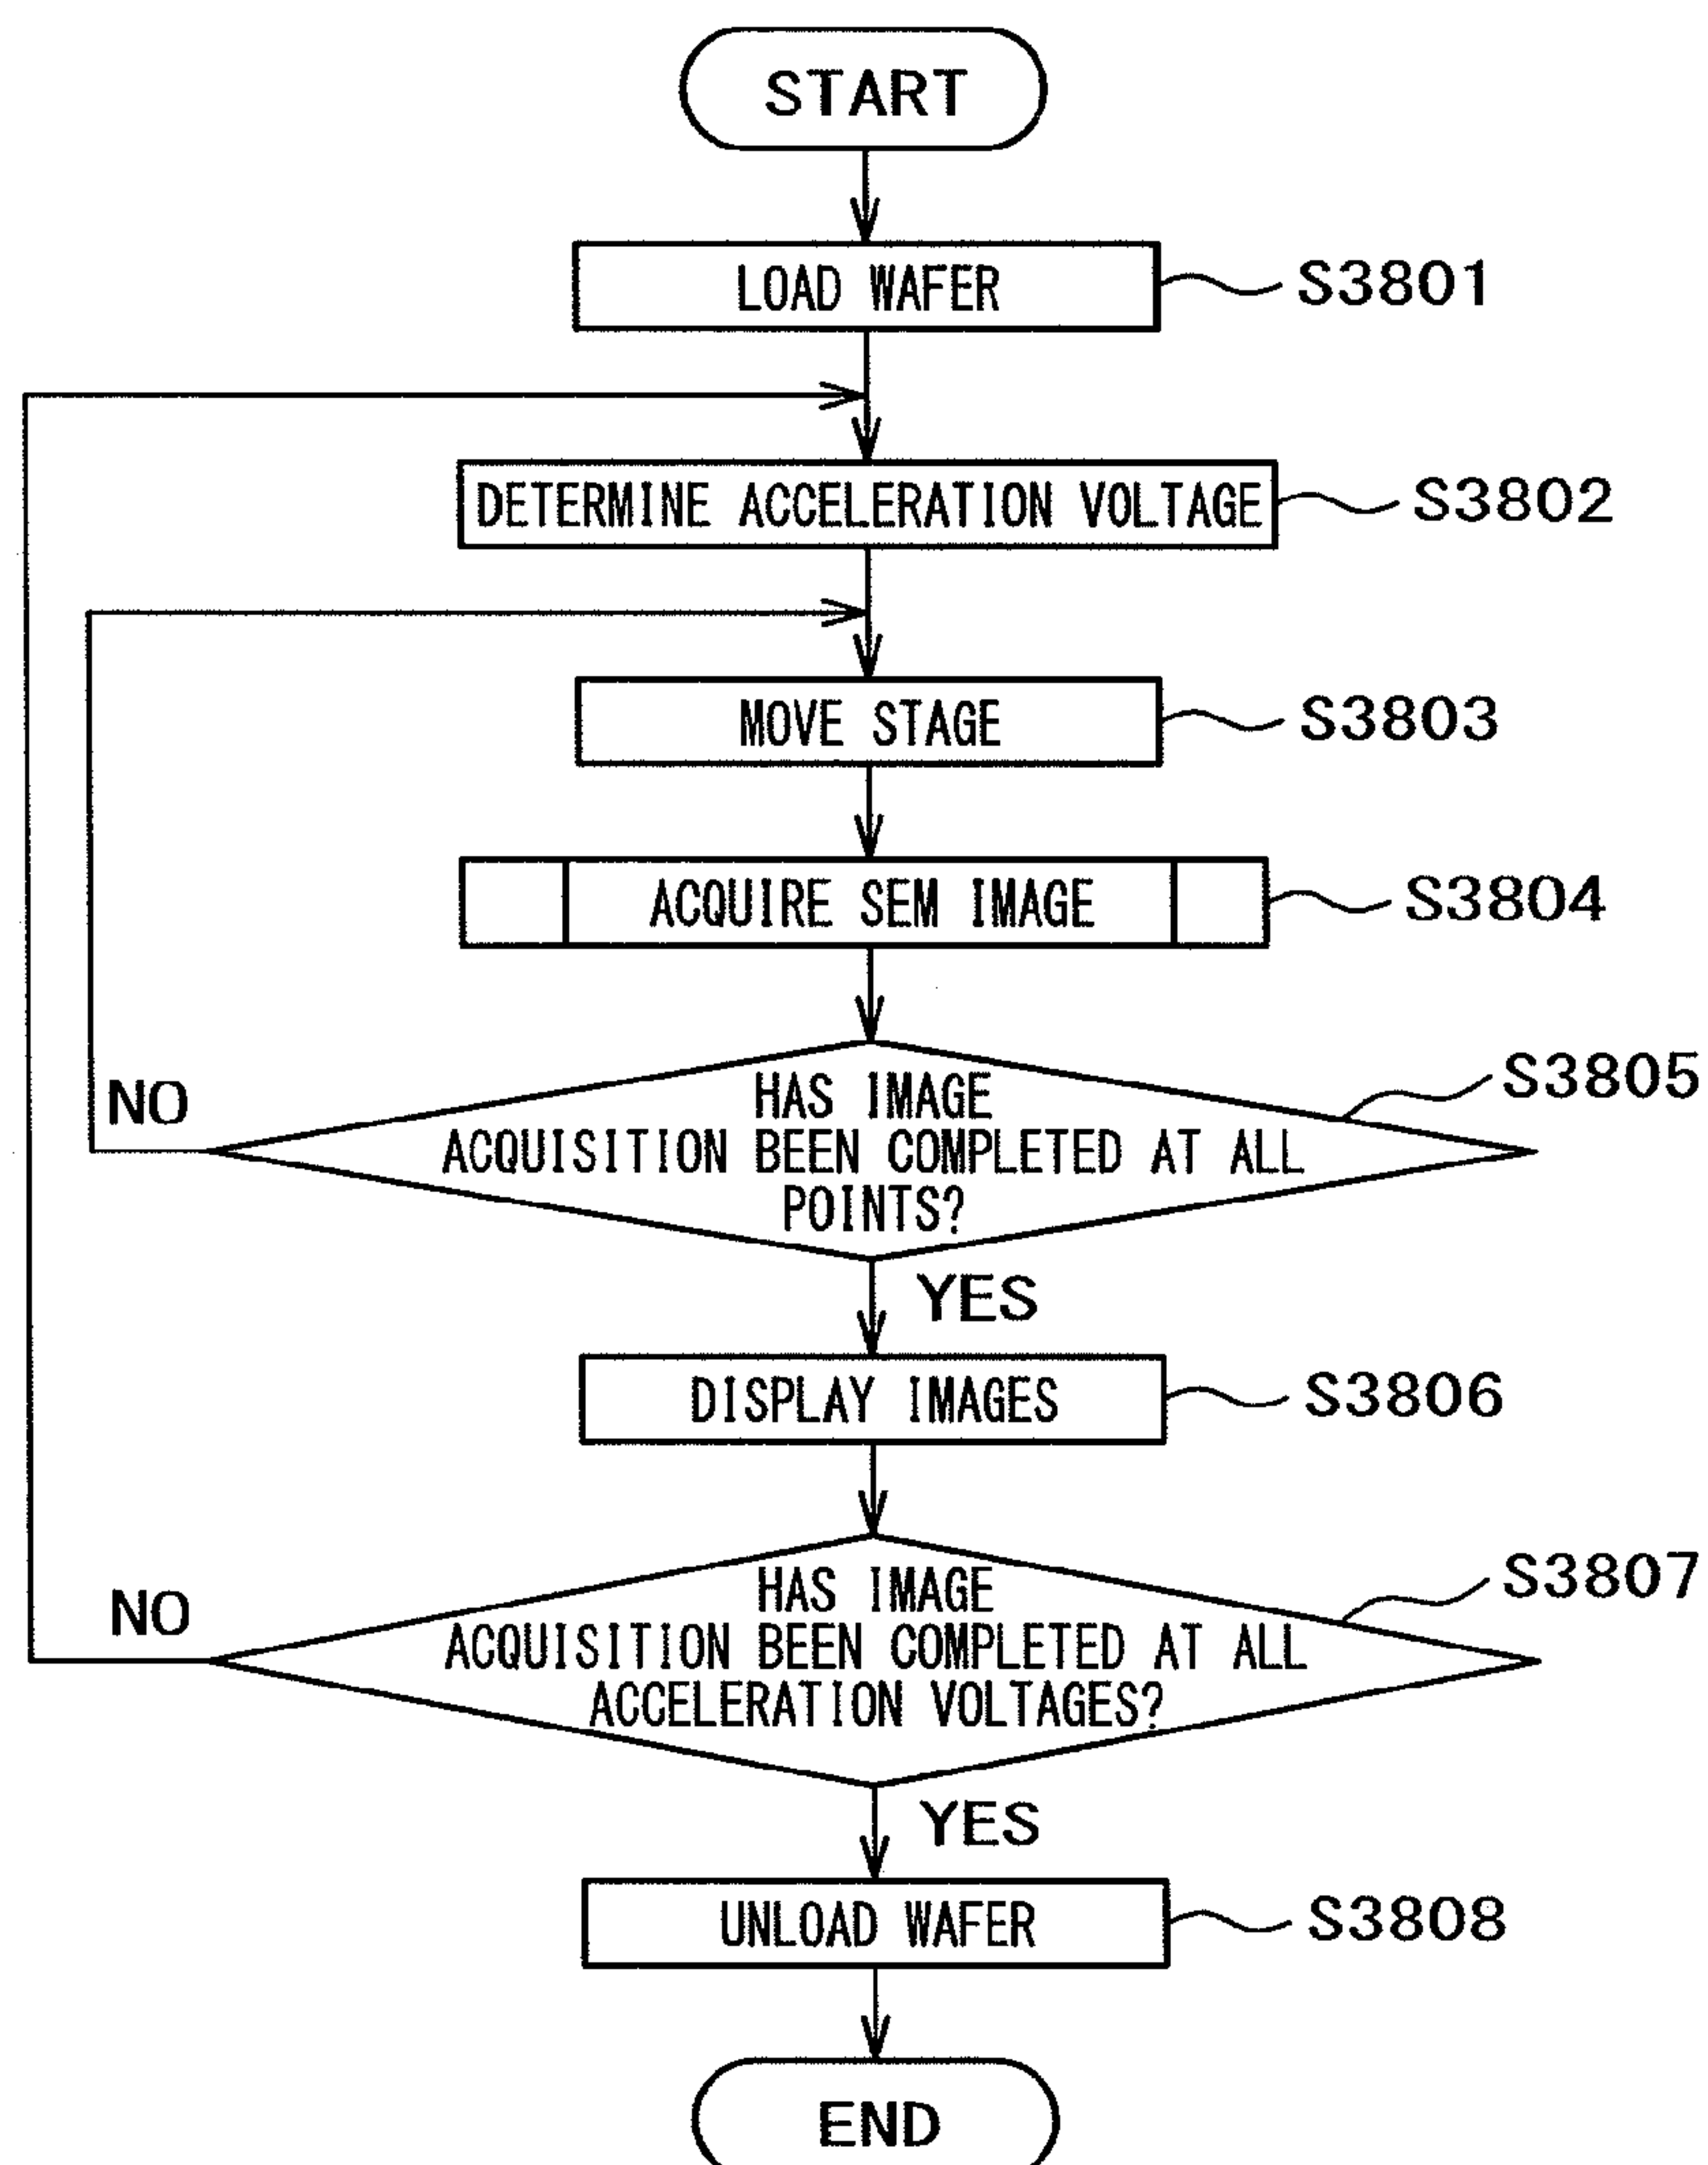 START
LOAD WAFER
S3801
DETERMINE ACCELERATION VOLTAGE
S3802
MOVE STAGE
S3803
ACQUIRE SEM IMAGE
S3804
HAS IMAGE
ACQUISITION BEEN COMPLETED AT ALL
POINTS?
S3805
NO
YES
DISPLAY IMAGES
S3806
HAS IMAGE
ACQUISITION BEEN COMPLETED AT ALL
ACCELERATION VOLTAGES?
S3807
NO
YES
UNLOAD WAFER
S3808
END